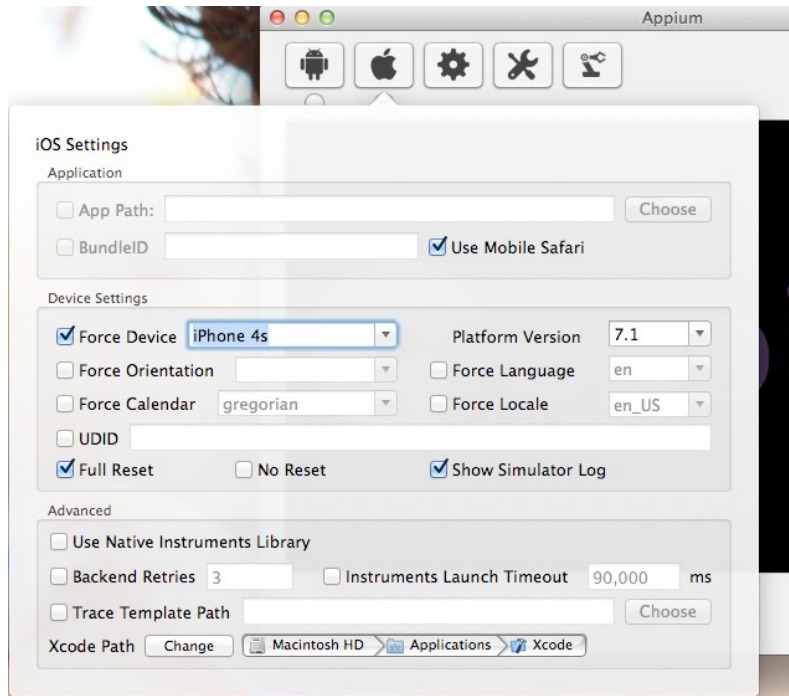 Appium
iOS Settings
Application
App Path: Choose
BundleID Use Mobile Safari
Device Settings
Force Device iPhone 4s Platform Version 7.1
Force Orientation Force Language en
Force Calendar gregorian Force Locale en_US
UDID
Full Reset No Reset Show Simulator Log
Advanced
Use Native Instruments Library
Backend Retries 3 Instruments Launch Timeout 90,000 ms
Trace Template Path Choose
Xcode Path Change Macintosh HD Applications Xcode